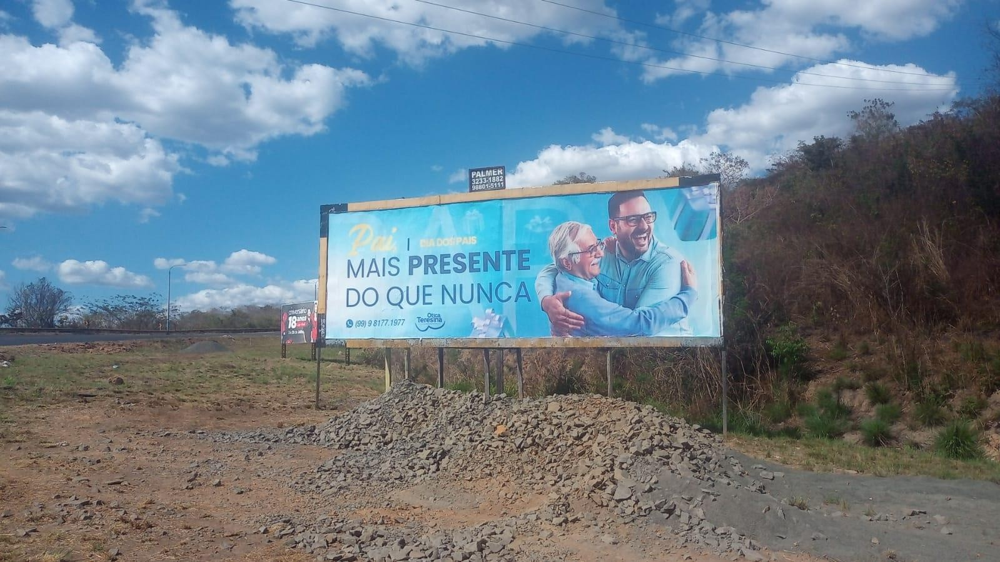 PALMER
3233-1882
98801-5111
Pai, | DIA DOS PAIS
MAIS PRESENTE
DO QUE NUNCA
(99) 9 8177.1977
Ótica
Teresina
aniversário
18 anos